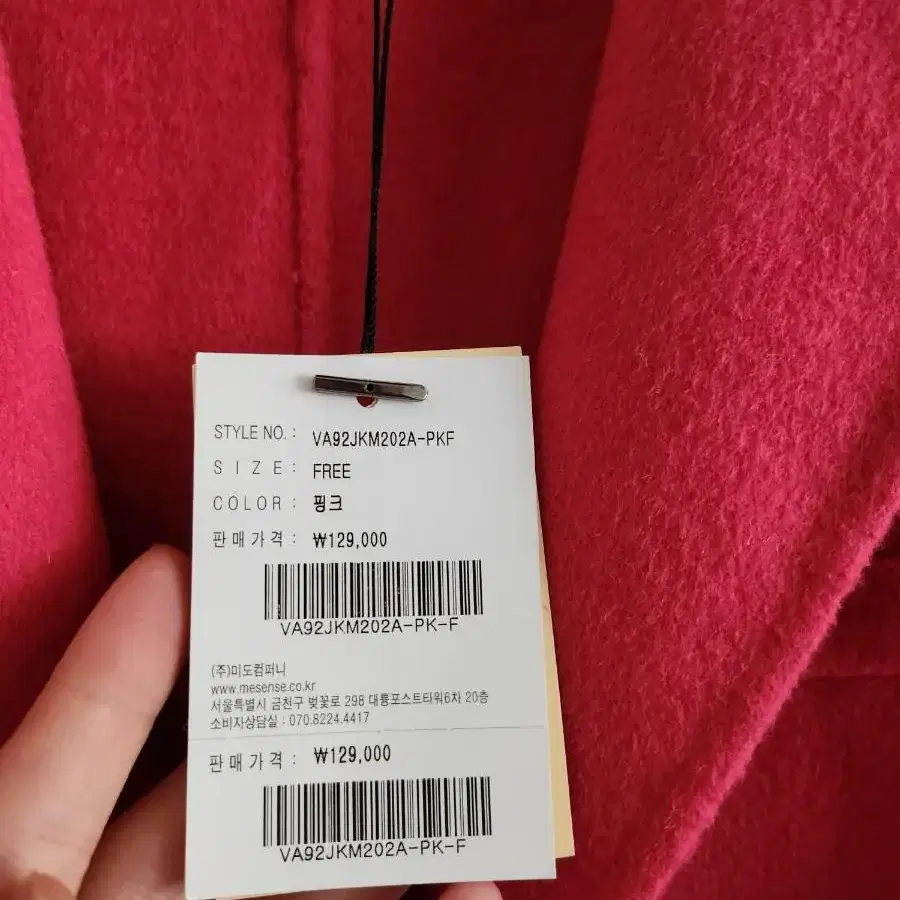 STYLE NO. : VA92JKM202A-PKF
SIZE : FREE
COLOR : 핑크
판매가격 : ₩129,000
VA92JKM202A-PK-F
(주)미도컴퍼니
www.mesense.co.kr
서울특별시 금천구 벚꽃로 298 대륭포스트타워6차 20층
소비자상담실 : 070.8224.4417
판매가격 : ₩129,000
VA92JKM202A-PK-F